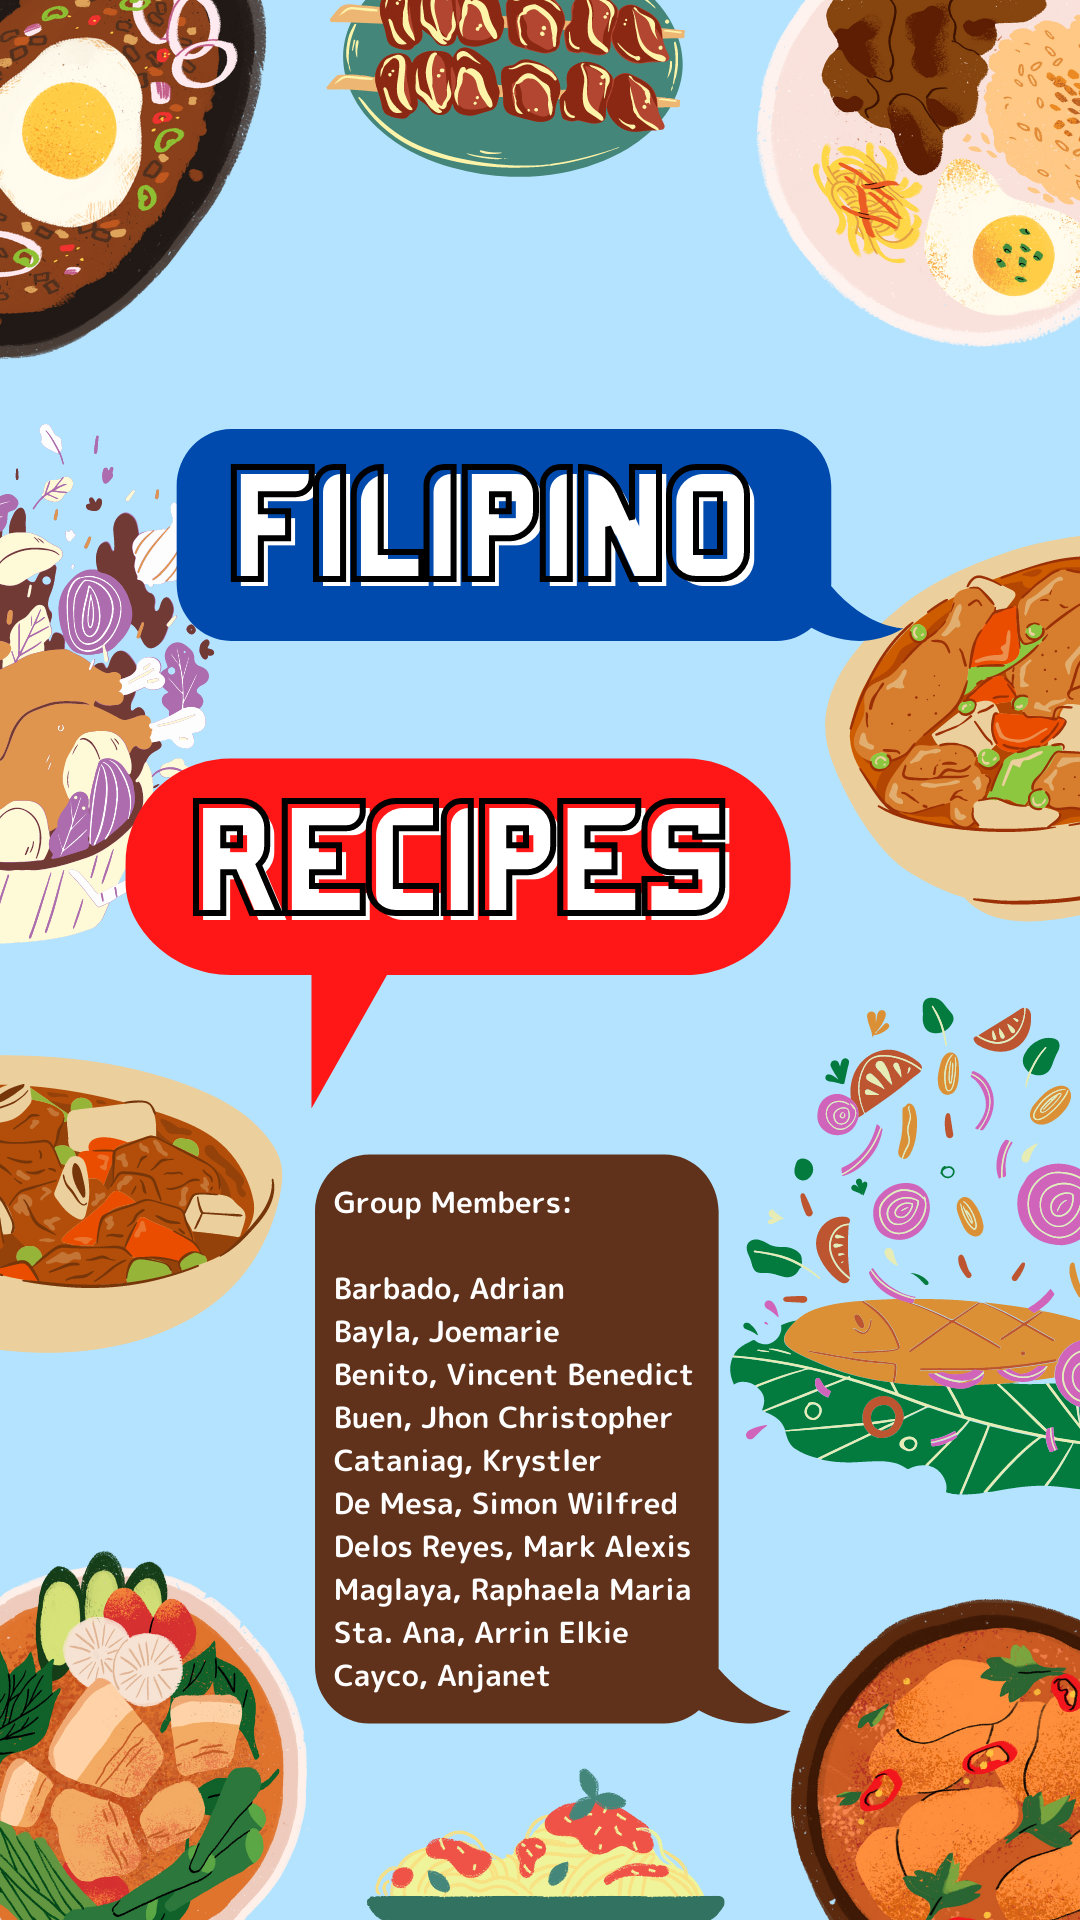 FILIPINO
RECIPES
Group Members:
Barbado, Adrian
Bayla, Joemarie
Benito, Vincent Benedict
Buen, Jhon Christopher
Cataniag, Krystler
De Mesa, Simon Wilfred
Delos Reyes, Mark Alexis
Maglaya, Raphaela Maria
Sta. Ana, Arrin Elkie
Cayco, Anjanet